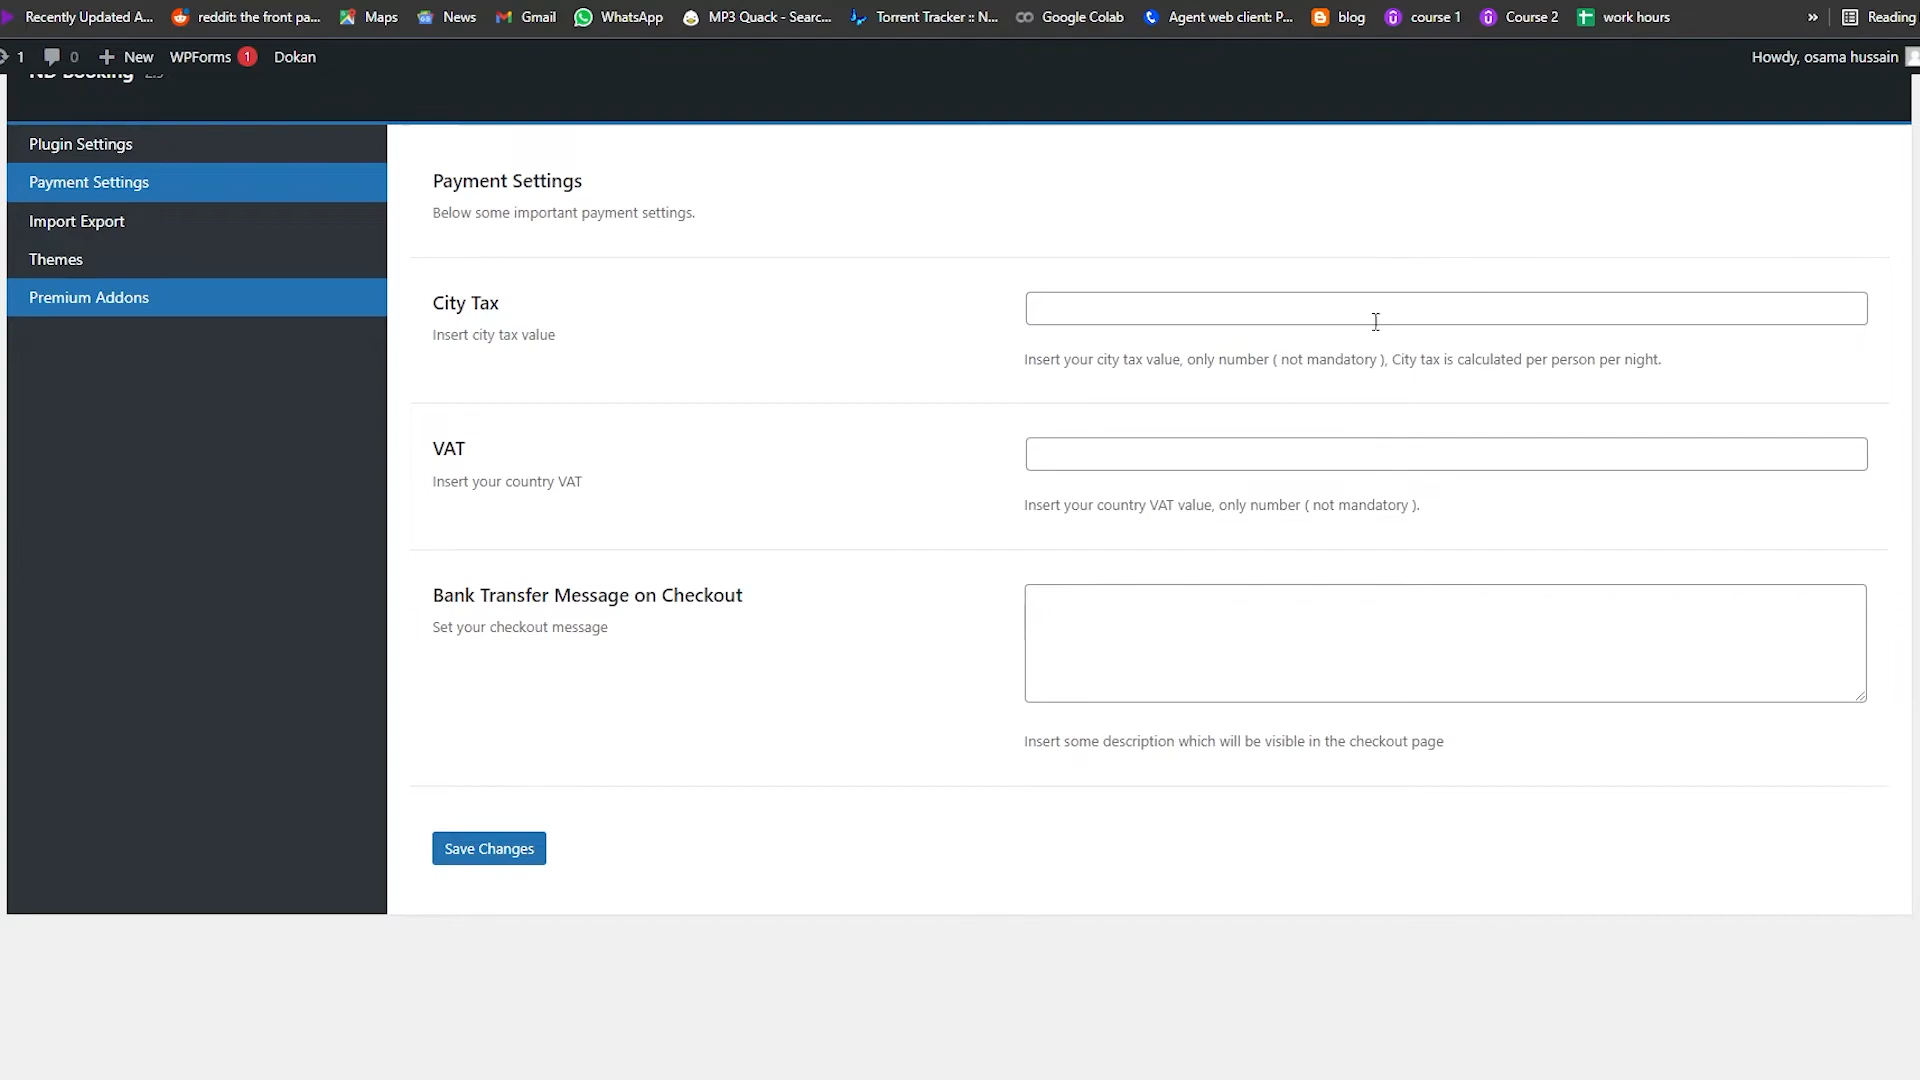 Recently Updated A... reddit: the front pa... Maps News Gmail WhatsApp MP3 Quack - Searc... Torrent Tracker :: N... Google Colab Agent web client: P... blog course 1 Course 2 work hours » Reading
1 0 New WPForms 1 Dokan Howdy, osama hussain
ND Booking
Plugin Settings
Payment Settings
Import Export
Themes
Premium Addons
Payment Settings
Below some important payment settings.
City Tax
Insert city tax value
Insert your city tax value, only number ( not mandatory ), City tax is calculated per person per night.
VAT
Insert your country VAT
Insert your country VAT value, only number ( not mandatory ).
Bank Transfer Message on Checkout
Set your checkout message
Insert some description which will be visible in the checkout page
Save Changes